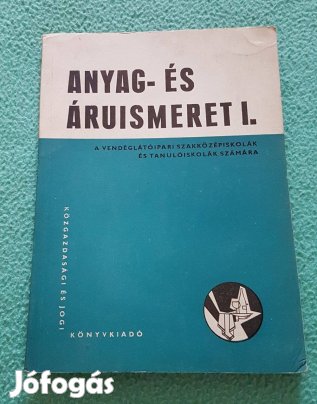 ANYAG- ÉS
ÁRUISMERET I.
A VENDÉGLÁTÓIPARI SZAKKÖZÉPISKOLÁK
ÉS TANULÓISKOLÁK SZÁMÁRA
KÖZGAZDASÁGI ÉS JOGI
KÖNYVKIADÓ
Jófogás